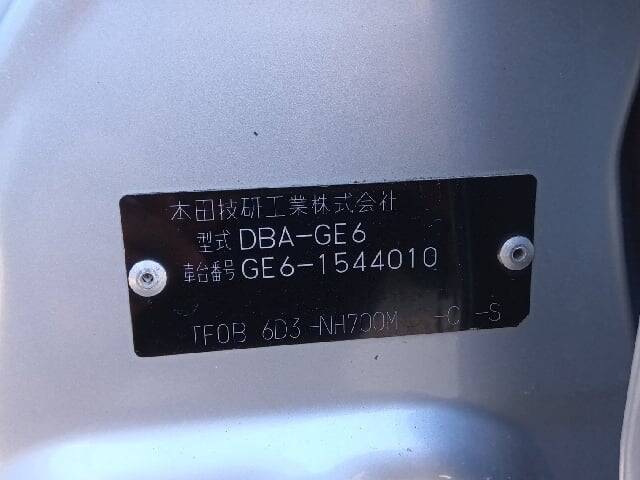 本田技研工業株式会社
型式 DBA-GE6
車台番号 GE6-1544010
TF0B 6D3-NH700M -0 -S